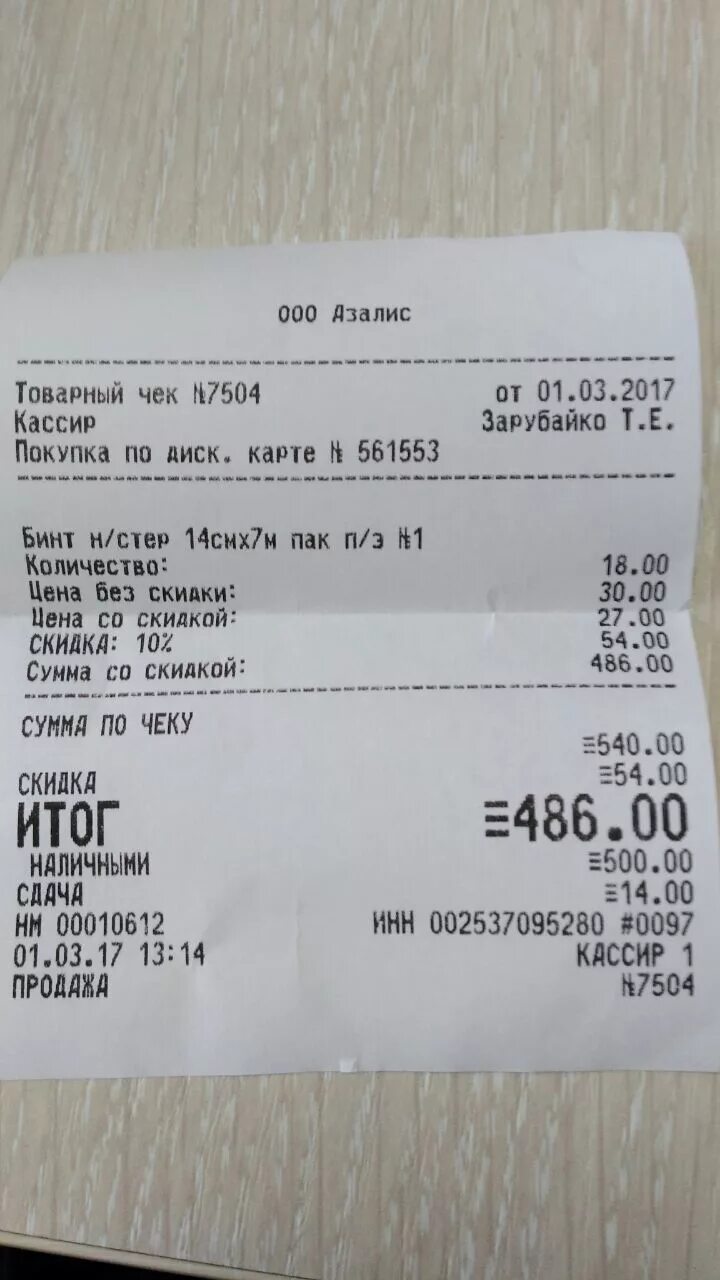 ООО Азалис
Товарный чек №7504 от 01.03.2017
Кассир Зарубайко Т.Е.
Покупка по диск. карте № 561553
Бинт н/стер 14смx7м пак п/э №1
Количество: 18.00
Цена без скидки: 30.00
Цена со скидкой: 27.00
СКИДКА: 10% 54.00
Сумма со скидкой: 486.00
СУММА ПО ЧЕКУ
≡540.00
СКИДКА ≡54.00
ИТОГ ≡486.00
НАЛИЧНЫМИ ≡500.00
СДАЧА ≡14.00
НМ 00010612 ИНН 002537095280 #0097
01.03.17 13:14 КАССИР 1
ПРОДАЖА №7504